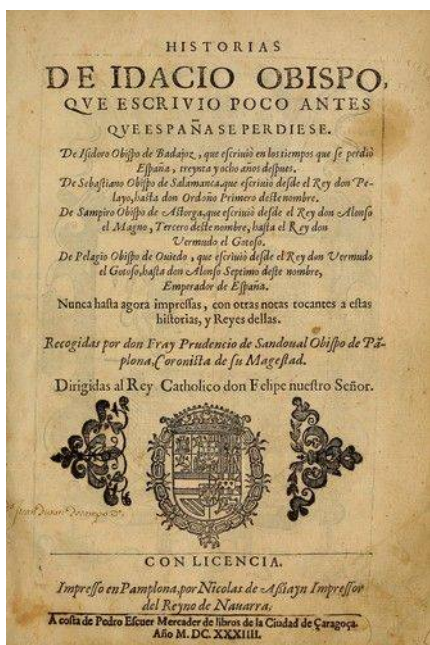 HISTORIAS
DE IDACIO OBISPO,
QVE ESCRIVIO POCO ANTES
QVE ESPAÑA SE PERDIESE.
De Isidoro Obispo de Badajoz, que escriuiò en los tiempos que se perdiò
España, treynta y ocho años despues.
De Sebastiano Obispo de Salamanca, que escriuiò desde el Rey don Pe-
layo, hasta don Ordoño Primero deste nombre.
De Sampiro Obispo de Astorga, que escriuiò desde el Rey don Alonso
el Magno, Tercero deste nombre, hasta el Rey don
Vermudo el Gotoso.
De Pelagio Obispo de Ouiedo, que escriuiò desde el Rey don Vermudo
el Gotoso, hasta don Alonso Septimo deste nombre,
Emperador de España.
Nunca hasta agora impressas, con otras notas tocantes a estas
historias, y Reyes dellas.
Recogidas por don Fray Prudencio de Sandoual Obispo de Pã-
plona, Coronista de su Magestad.
Dirigidas al Rey Catholico don Felipe nuestro Señor.
CON LICENCIA.
Impresso en Pamplona, por Nicolas de Assiayn Impressor
del Reyno de Nauarra.
A costa de Pedro Escuer Mercader de libros de la Ciudad de Çaragoça.
Año M. DC. XXXIIII.